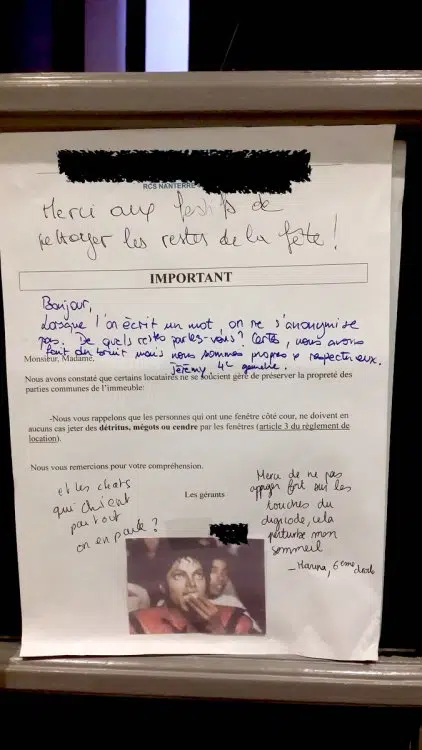 RCS NANTERRE
Merci aux festifs de
nettoyer les restes de la fête !
IMPORTANT
Bonjour,
Lorsque l'on écrit un mot, on ne s'anonymise
pas. De quels restes parlez-vous? Certes, nous avons
fait du bruit mais nous sommes propres & respectueux.
Jérémy 4e gauche.
Monsieur, Madame,
Nous avons constaté que certains locataires ne se soucient gère de préserver la propreté des
parties communes de l'immeuble:
-Nous vous rappelons que les personnes qui ont une fenêtre côté cour, ne doivent en
aucuns cas jeter des détritus, mégots ou cendre par les fenêtres (article 3 du règlement de
location).
Nous vous remercions pour votre compréhension.
Les gérants
et les chats
qui chient
partout
on en parle ?
Merci de ne pas
appuyer fort sur les
touches du
digicode, cela
perturbe mon
sommeil
- Marina, 6eme droite